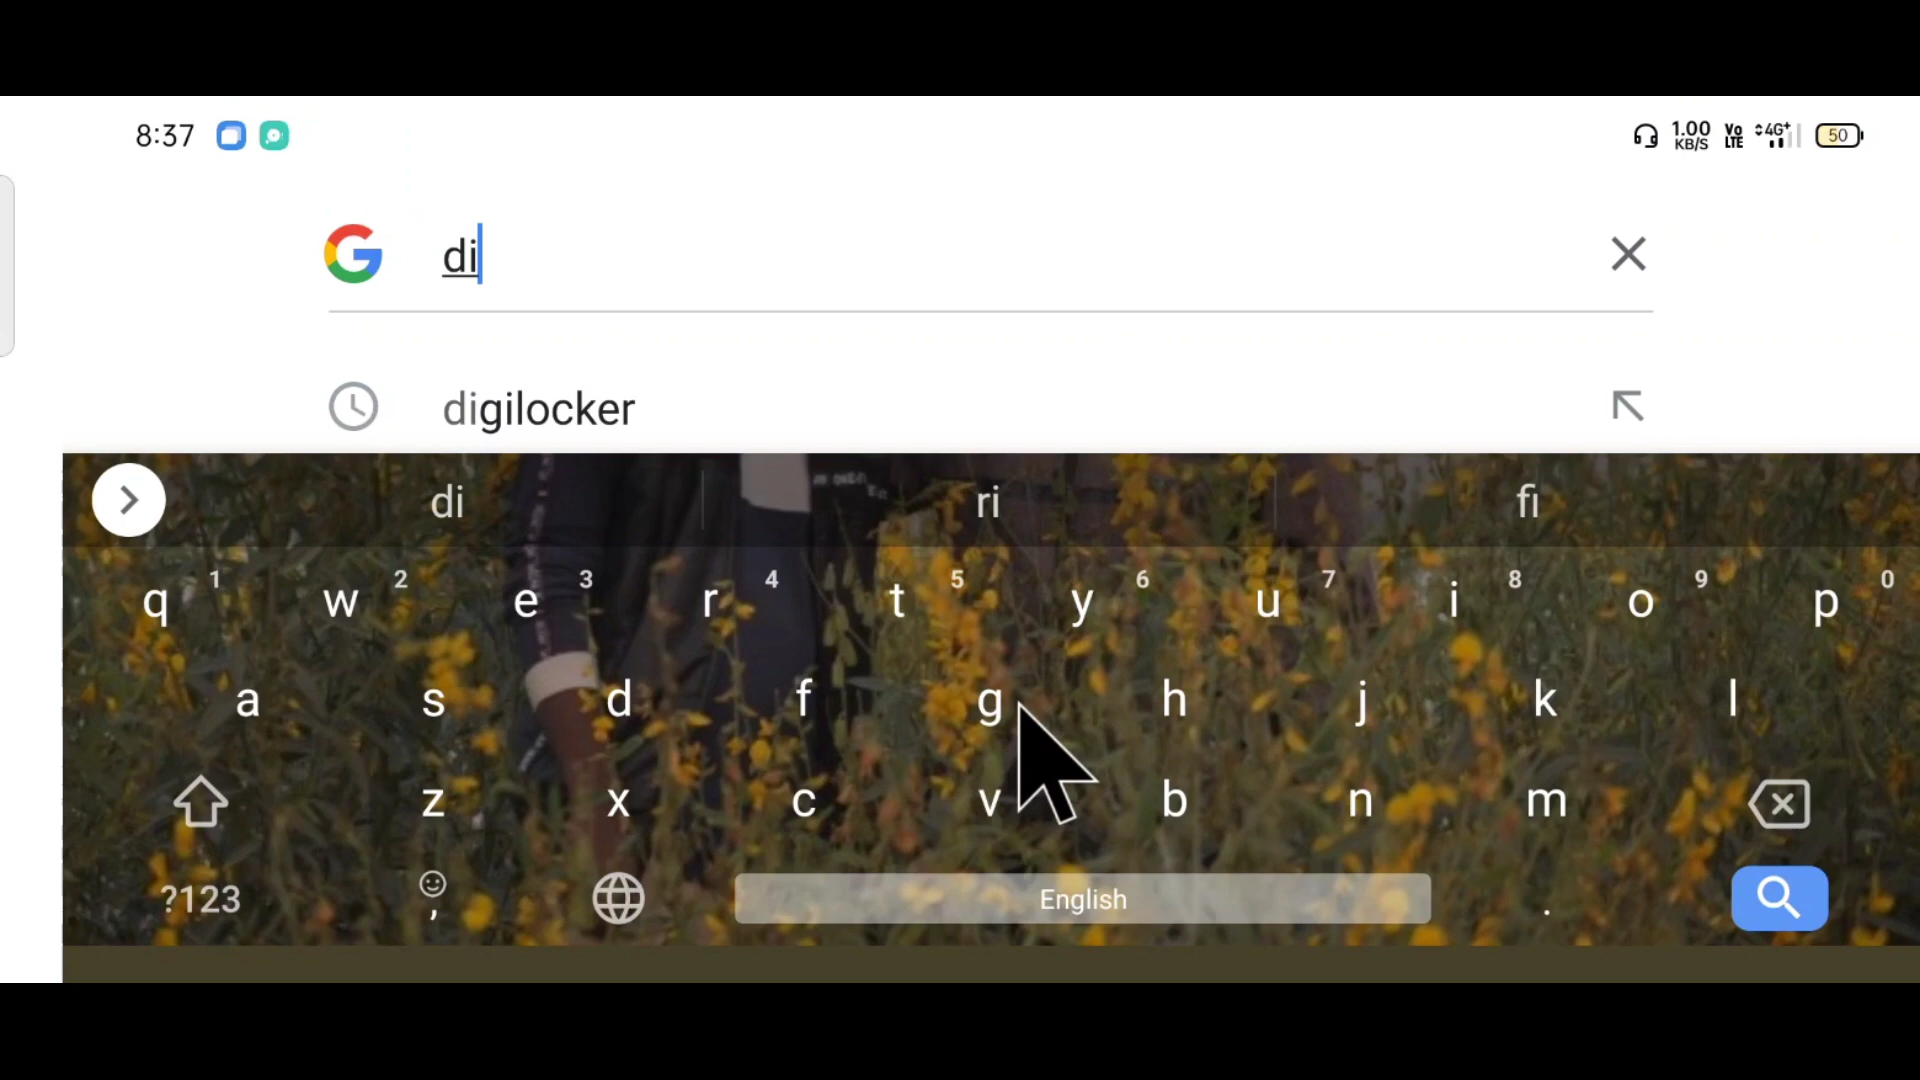 8:37 1.00 KB/S Vo LTE 4G+ 50
di
digilocker
di ri fi
q 1 w 2 e 3 r 4 t 5 y 6 u 7 i 8 o 9 p 0
a s d f g h j k l
z x c v b n m
?123 , English .